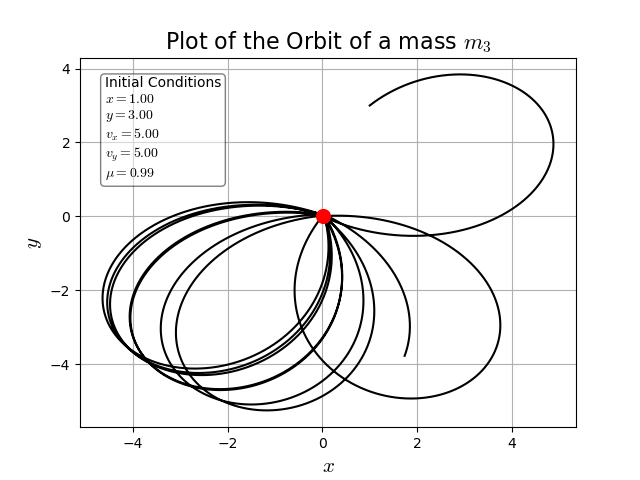 Plot of the Orbit of a mass m₃
Initial Conditions
x = 1.00
y = 3.00
vₓ = 5.00
v_y = 5.00
μ = 0.99
4
2
0
−2
−4
y
−4
−2
0
2
4
x